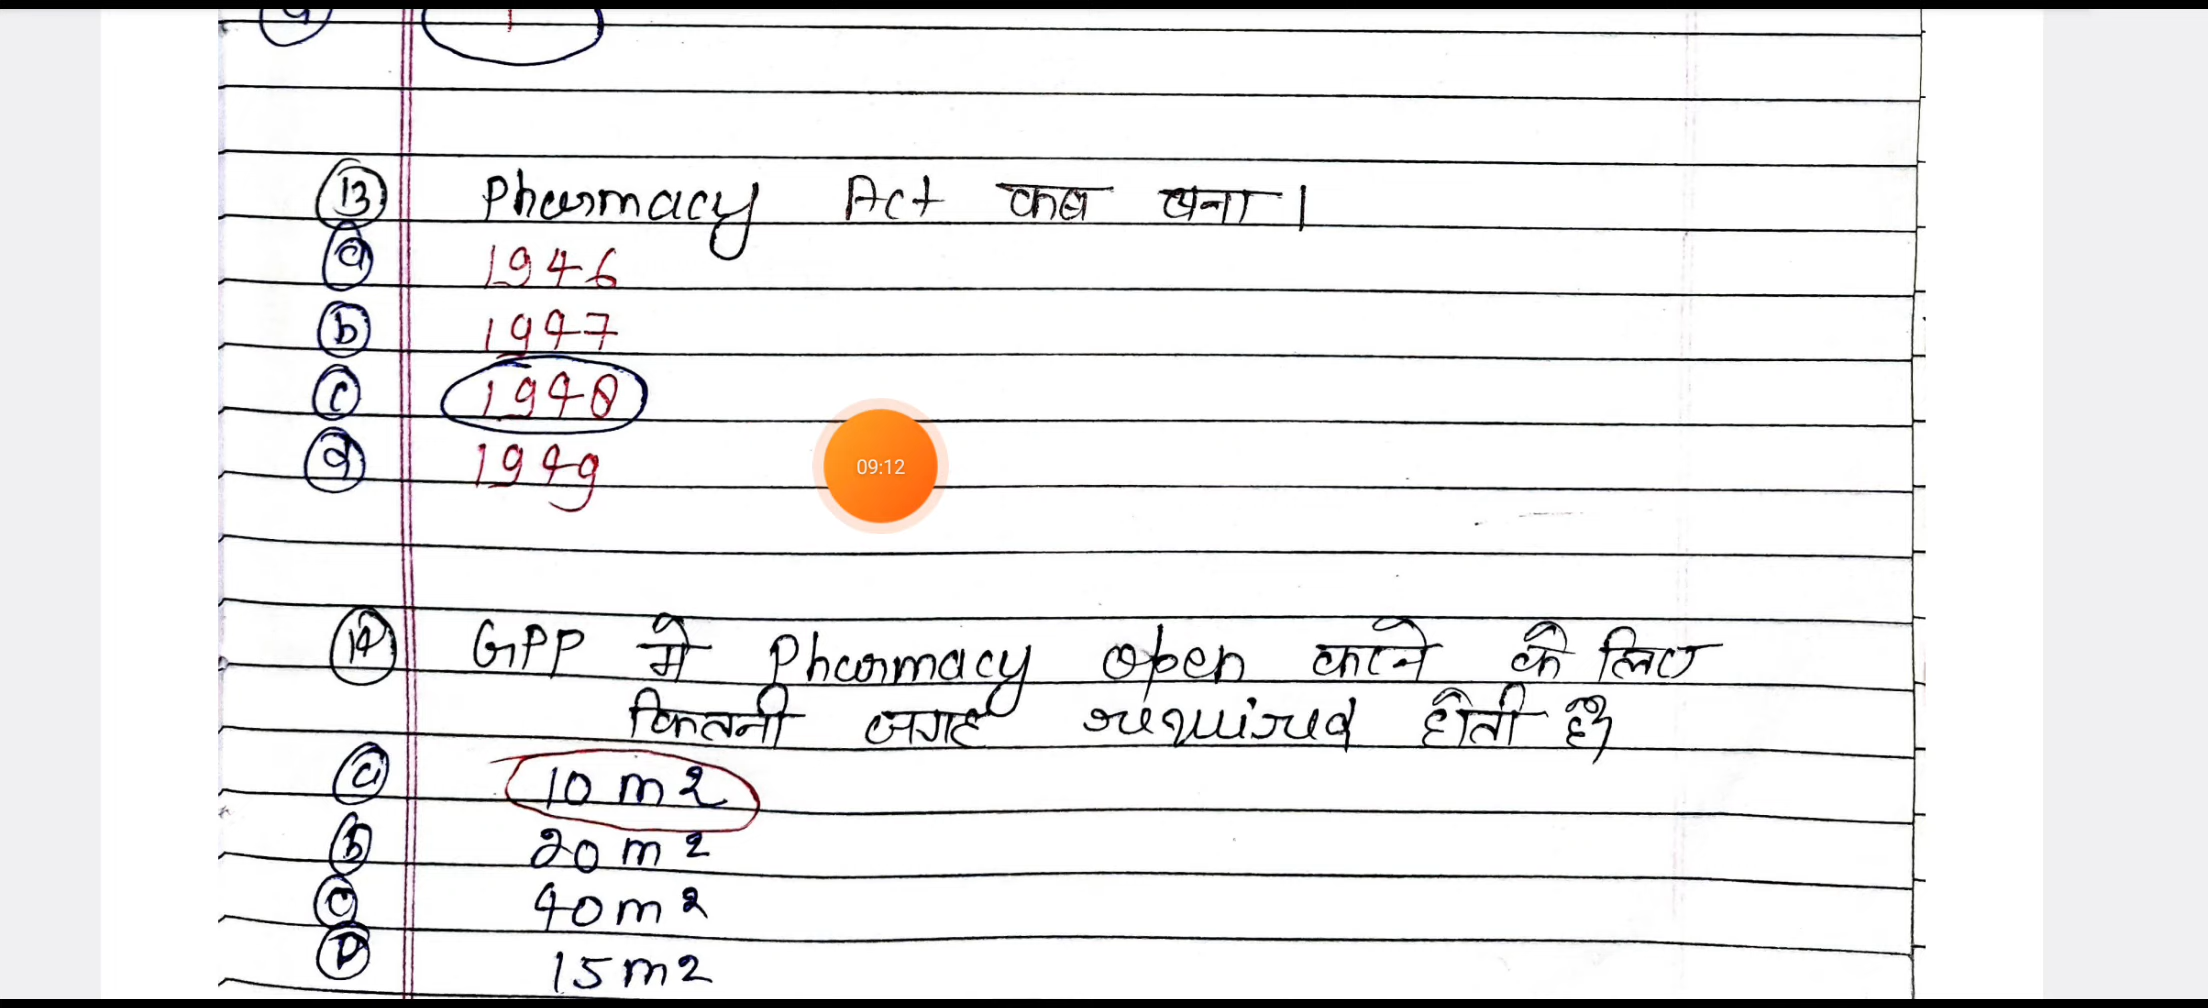 13 Pharmacy Act कब बना।
a 1946
b 1947
c 1948
d 1949
09:12
14 GPP मे Pharmacy open करने के लिए
कितनी जगह required होती है
a 10 m2
b 20 m2
c 40 m2
D 15 m2